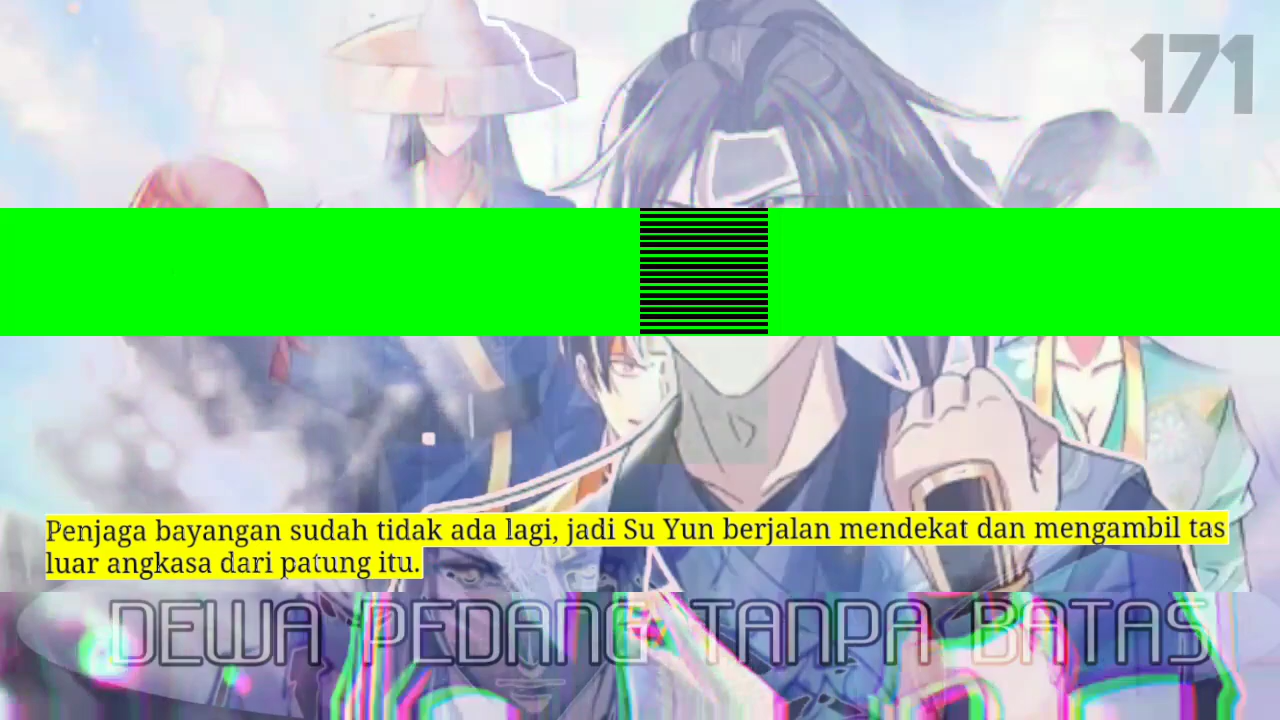 171
Penjaga bayangan sudah tidak ada lagi, jadi Su Yun berjalan mendekat dan mengambil tas
luar angkasa dari patung itu.
DEWA PEDANG TANPA BATAS